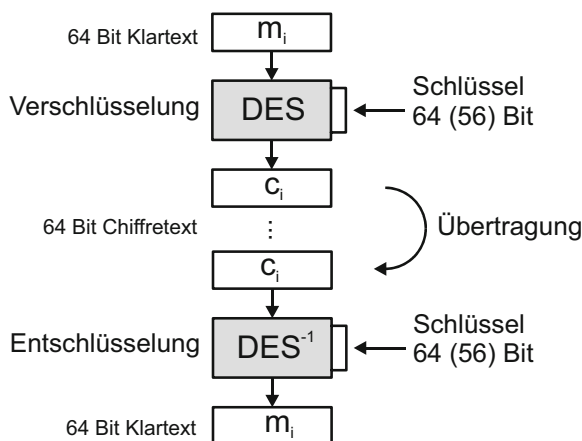 64 Bit Klartext
mᵢ
Verschlüsselung
DES
Schlüssel
64 (56) Bit
cᵢ
64 Bit Chiffretext
⋮
Übertragung
cᵢ
Entschlüsselung
DES⁻¹
Schlüssel
64 (56) Bit
64 Bit Klartext
mᵢ